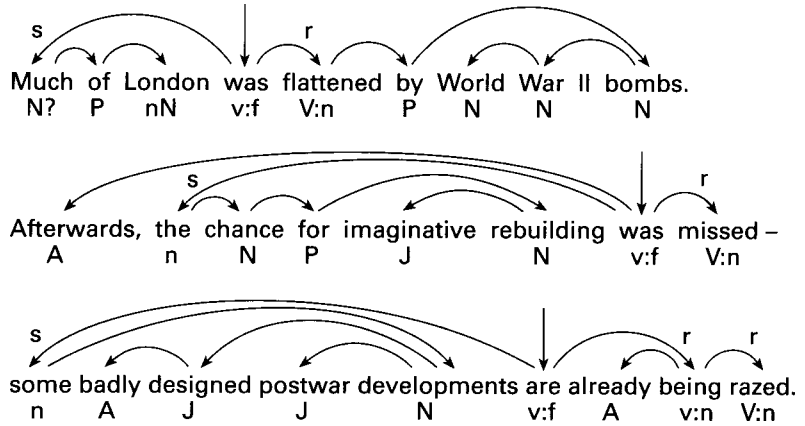 s r
Much of London was flattened by World War II bombs.
N? P nN v:f V:n P N N N
s r
Afterwards, the chance for imaginative rebuilding was missed –
A n N P J N v:f V:n
s r r
some badly designed postwar developments are already being razed.
n A J J N v:f A v:n V:n